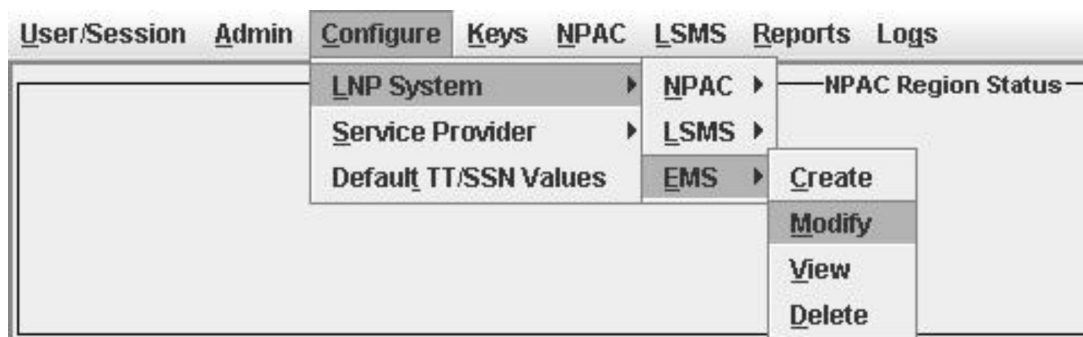 User/Session Admin Configure Keys NPAC LSMS Reports Logs
LNP System NPAC NPAC Region Status
Service Provider LSMS
Default TT/SSN Values EMS Create
Modify
View
Delete